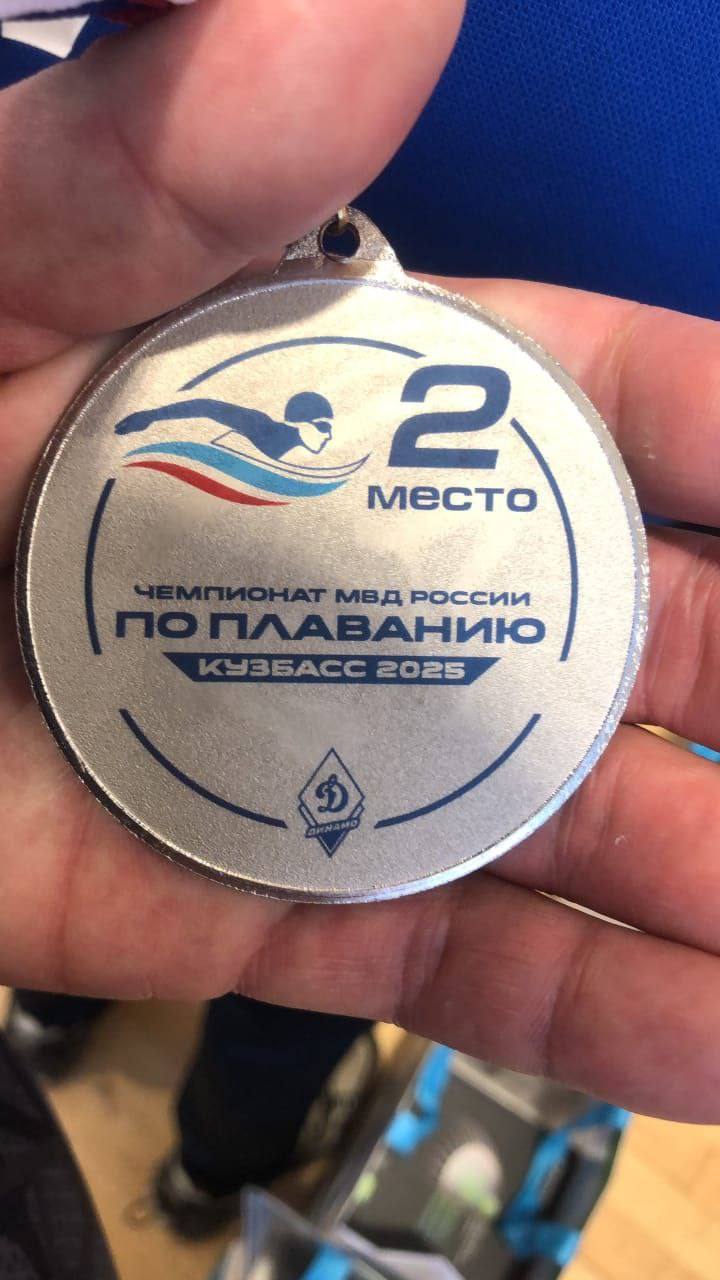 2
место
ЧЕМПИОНАТ МВД РОССИИ
ПО ПЛАВАНИЮ
КУЗБАСС 2025
Д
ДИНАМО